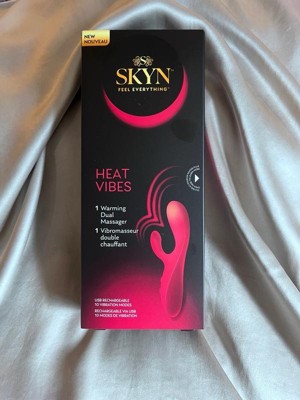 NEW
NOUVEAU
SKYN
FEEL EVERYTHING
HEAT
VIBES
1 Warming
Dual
Massager
1 Vibromasseur
double
chauffant
USB RECHARGEABLE
10 VIBRATION MODES
RECHARGEABLE VIA USB
10 MODES DE VIBRATION